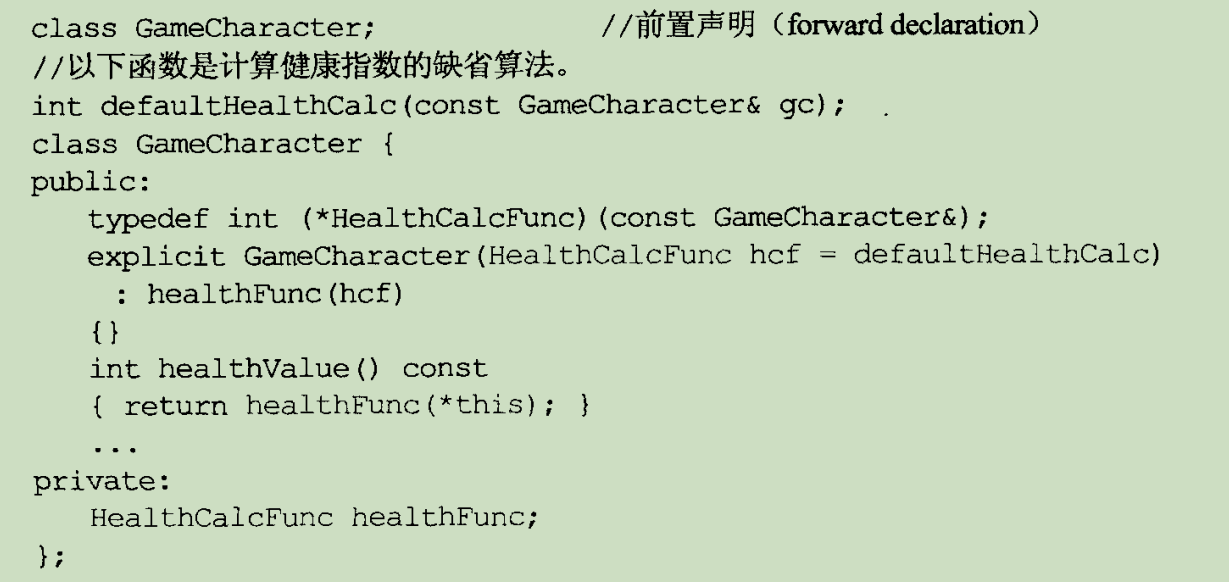 class GameCharacter; //前置声明（forward declaration）
//以下函数是计算健康指数的缺省算法。
int defaultHealthCalc(const GameCharacter& gc);
class GameCharacter {
public:
typedef int (*HealthCalcFunc)(const GameCharacter&);
explicit GameCharacter(HealthCalcFunc hcf = defaultHealthCalc)
: healthFunc(hcf)
{}
int healthValue() const
{ return healthFunc(*this); }
...
private:
HealthCalcFunc healthFunc;
};